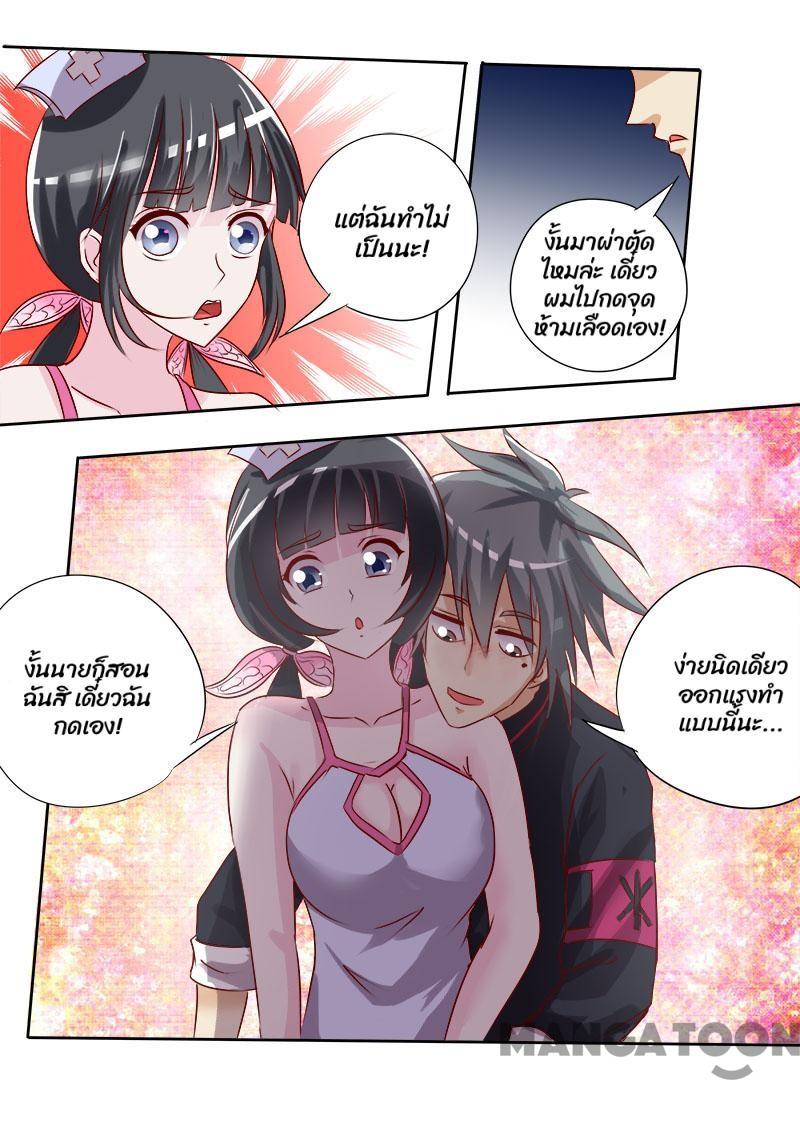 แต่ฉันทำไม่
เป็นนะ!
งั้นมาผ่าตัด
ไหมล่ะ เดี๋ยว
ผมไปกดจุด
ห้ามเลือดเอง!
งั้นนายก็สอน
ฉันสิ เดี๋ยวฉัน
กดเอง!
ง่ายนิดเดียว
ออกแรงทำ
แบบนี้นะ...
MANGATOON